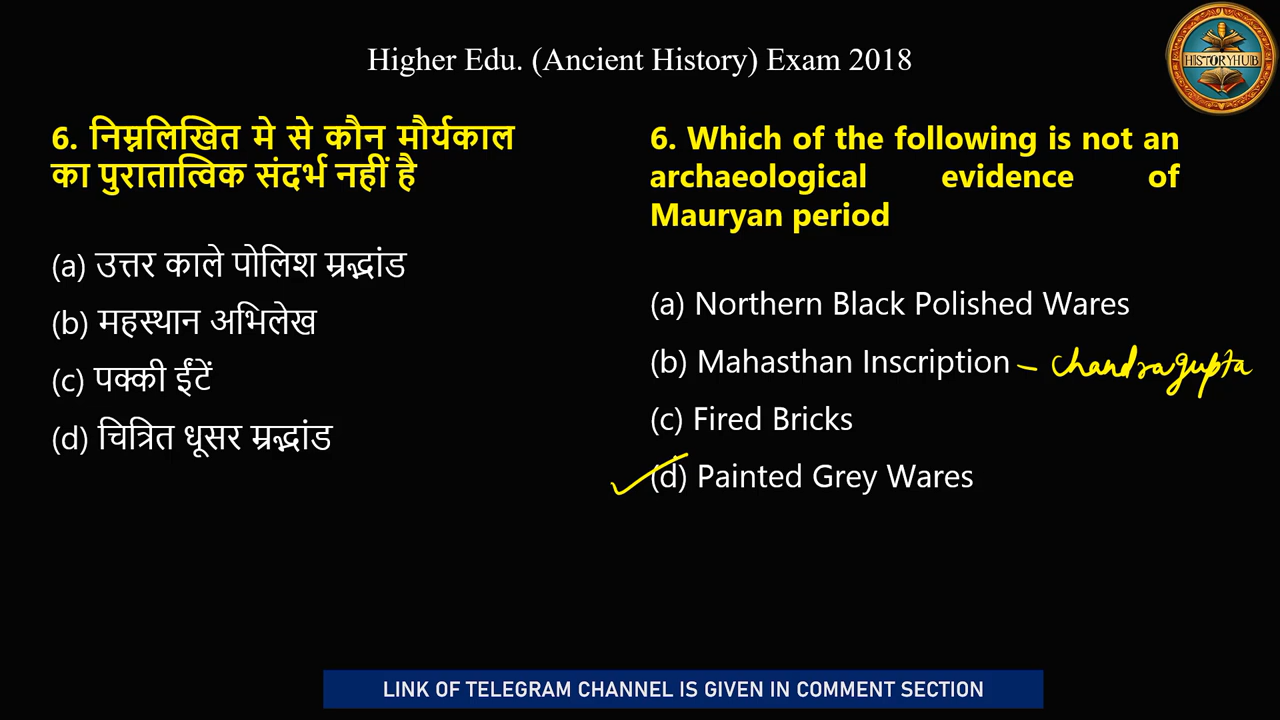 Higher Edu. (Ancient History) Exam 2018
HISTORYHUB
6. निम्नलिखित मे से कौन मौर्यकाल
का पुरातात्विक संदर्भ नहीं है
(a) उत्तर काले पोलिश म्रद्भांड
(b) महस्थान अभिलेख
(c) पक्की ईंटें
(d) चित्रित धूसर म्रद्भांड
6. Which of the following is not an
archaeological evidence of
Mauryan period
(a) Northern Black Polished Wares
(b) Mahasthan Inscription – chandragupta
(c) Fired Bricks
(d) Painted Grey Wares
LINK OF TELEGRAM CHANNEL IS GIVEN IN COMMENT SECTION